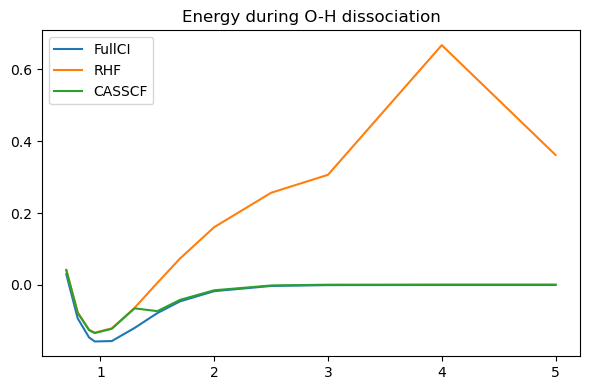 Energy during O-H dissociation
FullCI
RHF
CASSCF
0.6
0.4
0.2
0.0
1 2 3 4 5